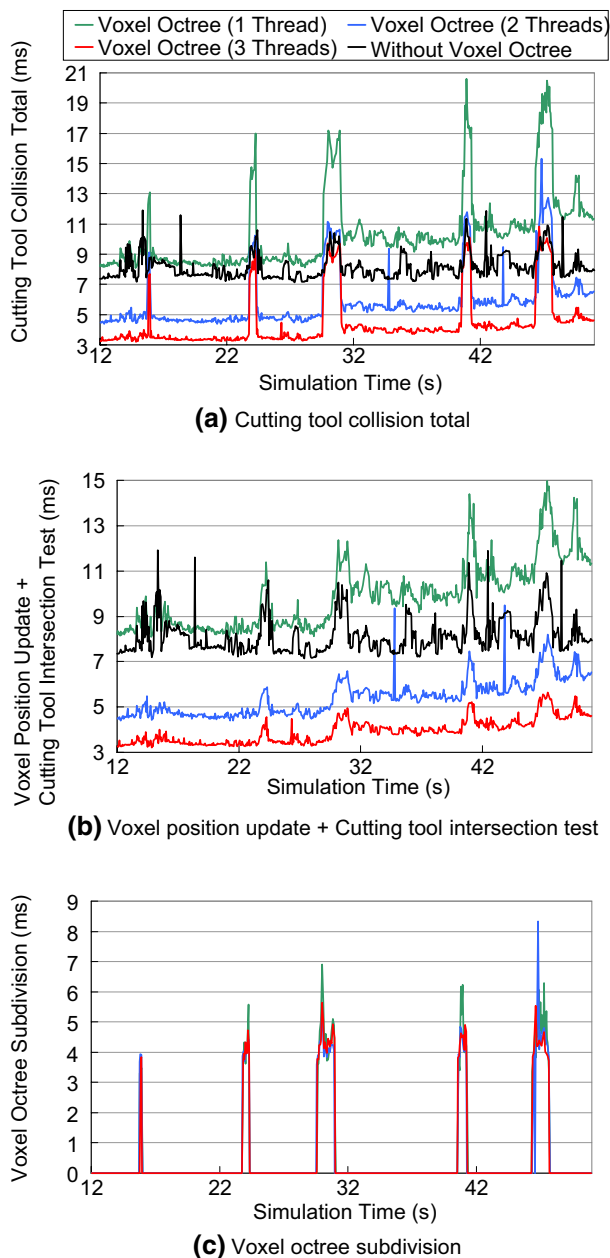 Voxel Octree (1 Thread)
Voxel Octree (2 Threads)
Voxel Octree (3 Threads)
Without Voxel Octree
Cutting Tool Collision Total (ms)
21
19
17
15
13
11
9
7
5
3
12
22
32
42
Simulation Time (s)
(a) Cutting tool collision total
Voxel Position Update +
Cutting Tool Intersection Test (ms)
15
13
11
9
7
5
3
12
22
32
42
Simulation Time (s)
(b) Voxel position update + Cutting tool intersection test
Voxel Octree Subdivision (ms)
9
8
7
6
5
4
3
2
1
0
12
22
32
42
Simulation Time (s)
(c) Voxel octree subdivision